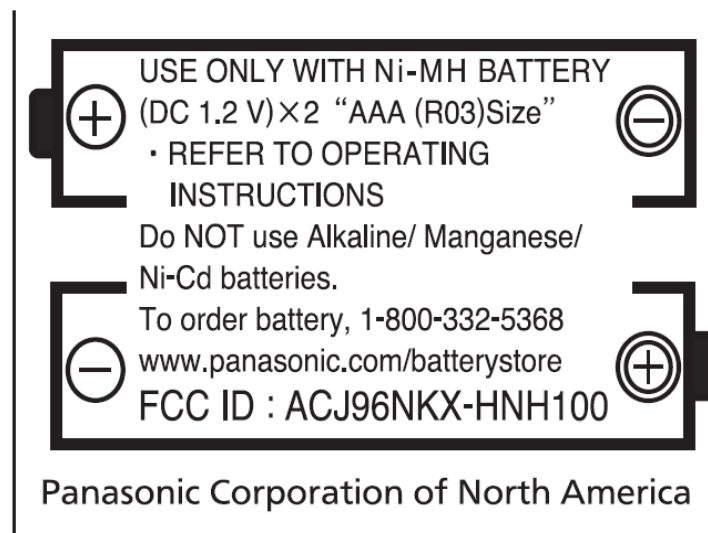 USE ONLY WITH Ni-MH BATTERY
(DC 1.2 V)×2 “AAA (R03)Size”
・REFER TO OPERATING
INSTRUCTIONS
Do NOT use Alkaline/ Manganese/
Ni-Cd batteries.
To order battery, 1-800-332-5368
www.panasonic.com/batterystore
FCC ID : ACJ96NKX-HNH100
Panasonic Corporation of North America